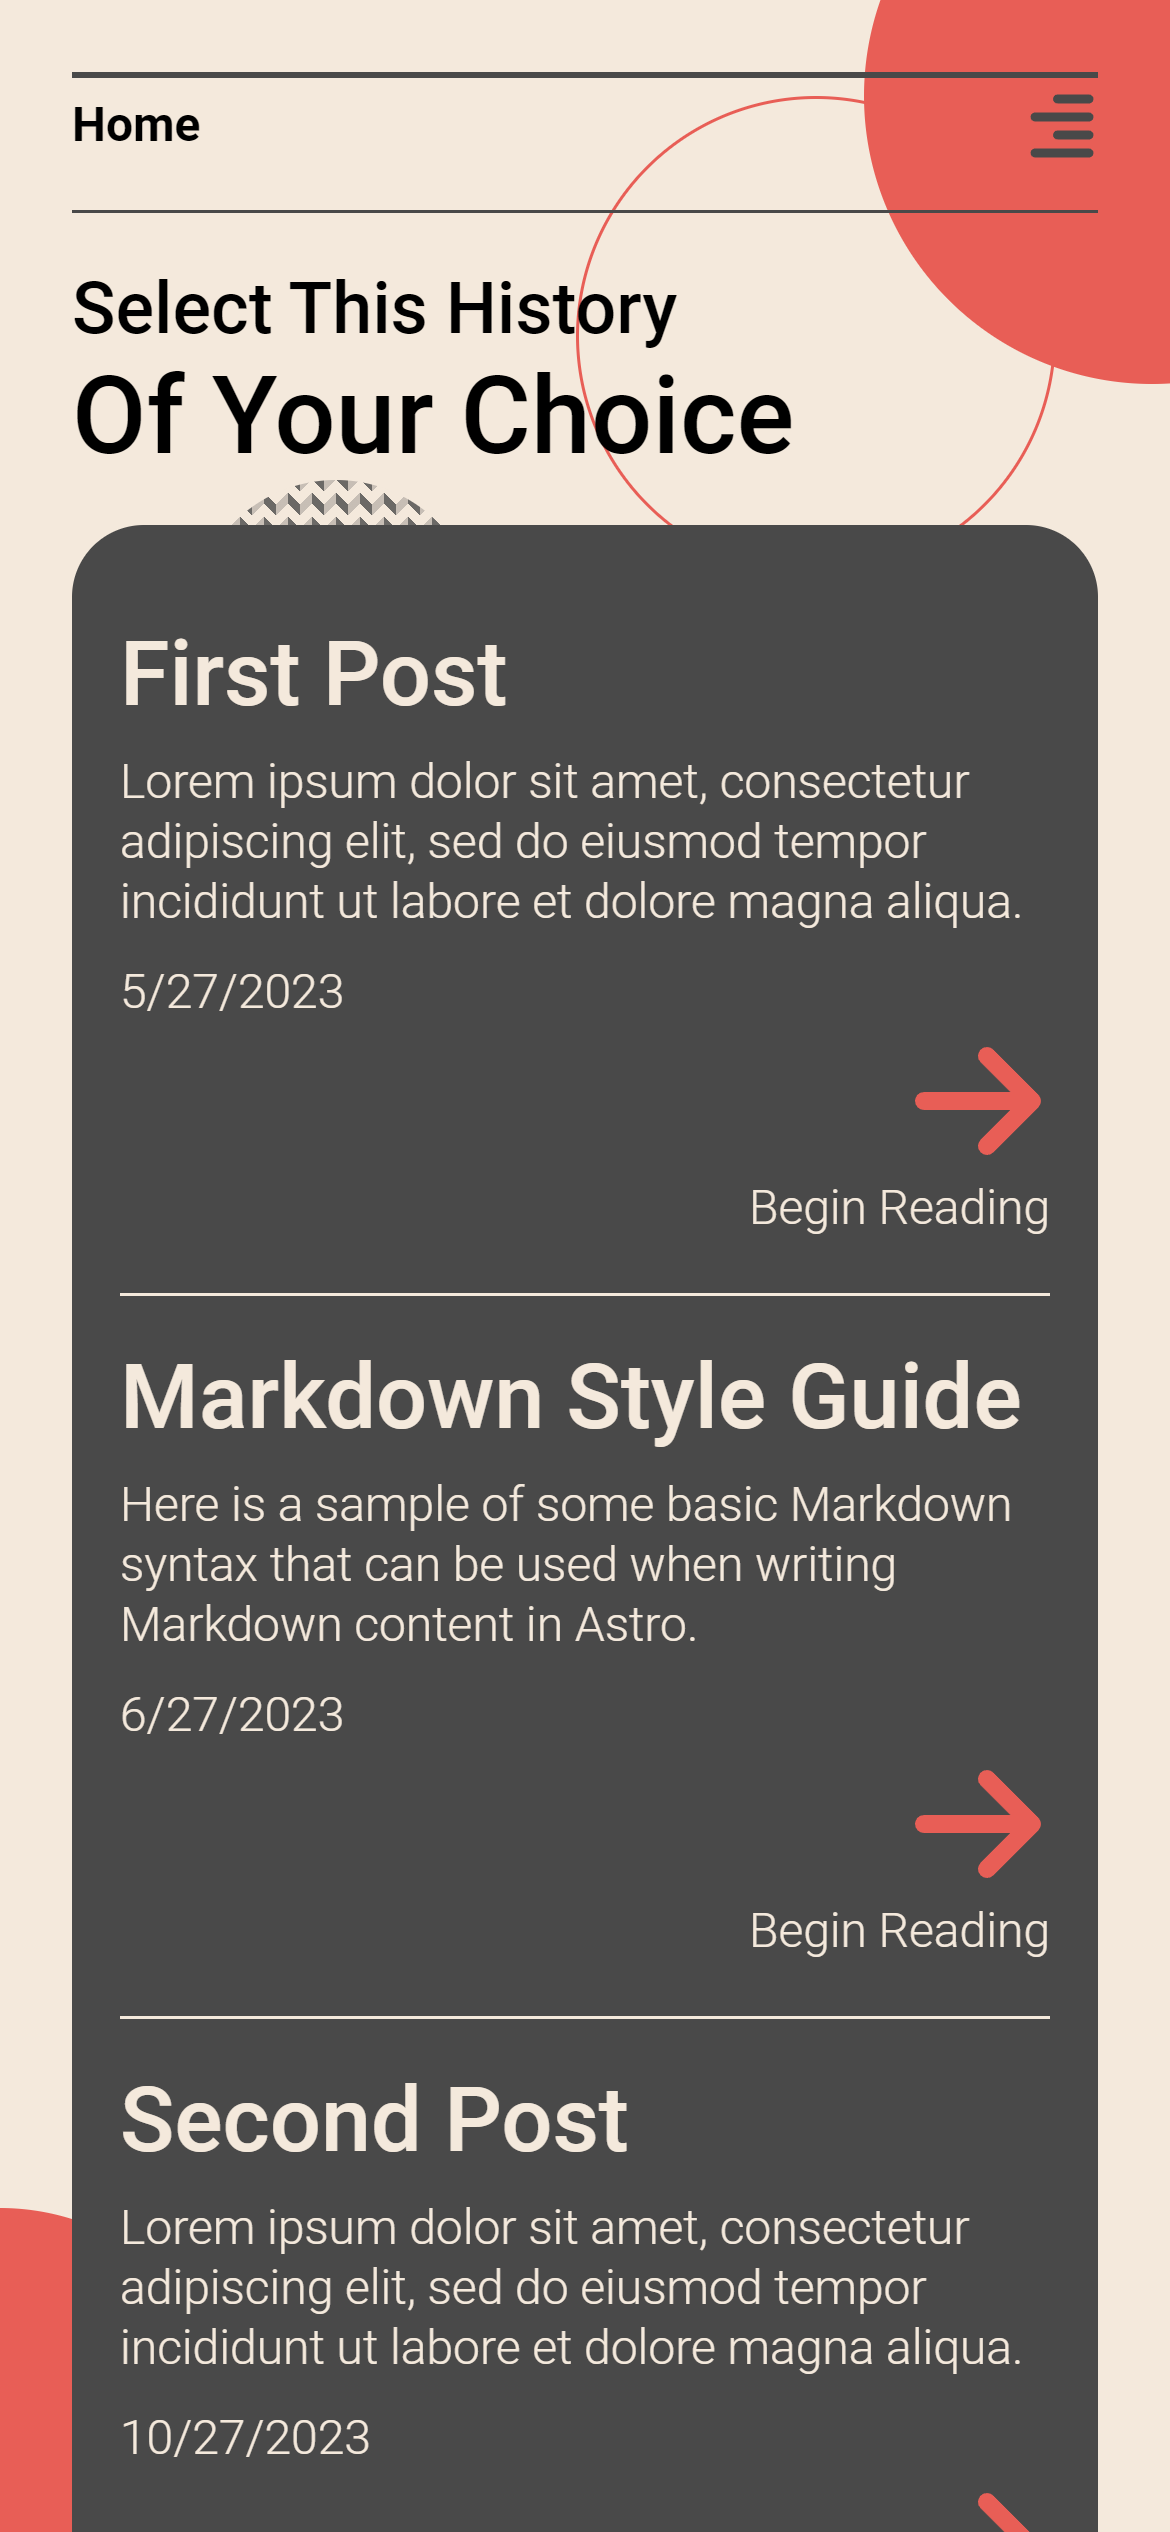 Home
Select This History
Of Your Choice
First Post
Lorem ipsum dolor sit amet, consectetur
adipiscing elit, sed do eiusmod tempor
incididunt ut labore et dolore magna aliqua.
5/27/2023
Begin Reading
Markdown Style Guide
Here is a sample of some basic Markdown
syntax that can be used when writing
Markdown content in Astro.
6/27/2023
Begin Reading
Second Post
Lorem ipsum dolor sit amet, consectetur
adipiscing elit, sed do eiusmod tempor
incididunt ut labore et dolore magna aliqua.
10/27/2023